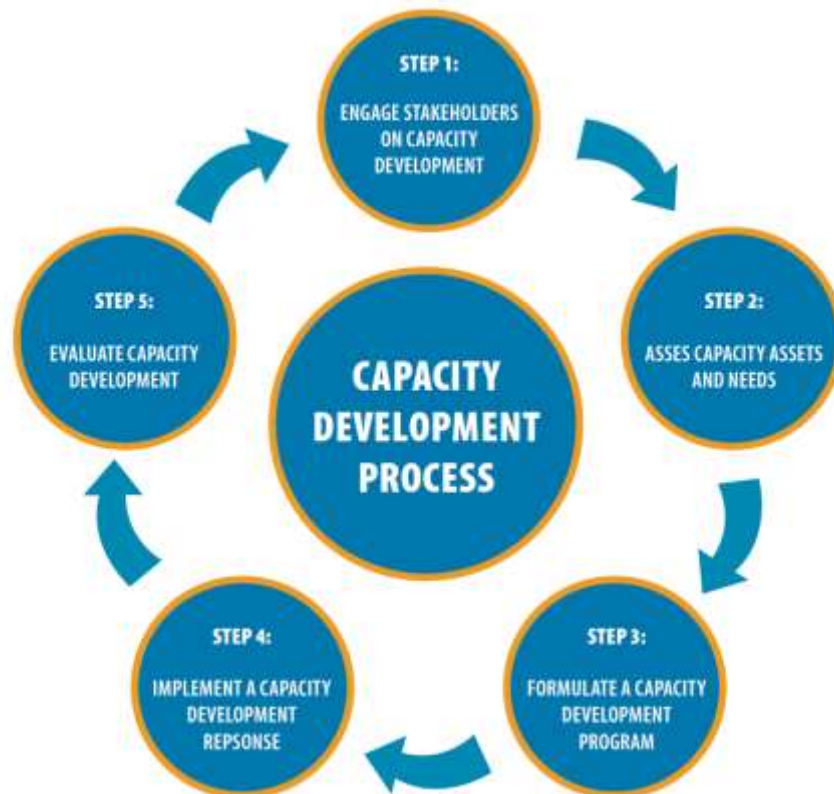 STEP 1:
ENGAGE STAKEHOLDERS
ON CAPACITY
DEVELOPMENT
STEP 2:
ASSES CAPACITY ASSETS
AND NEEDS
STEP 3:
FORMULATE A CAPACITY
DEVELOPMENT
PROGRAM
STEP 4:
IMPLEMENT A CAPACITY
DEVELOPMENT
REPSONSE
STEP 5:
EVALUATE CAPACITY
DEVELOPMENT
CAPACITY
DEVELOPMENT
PROCESS